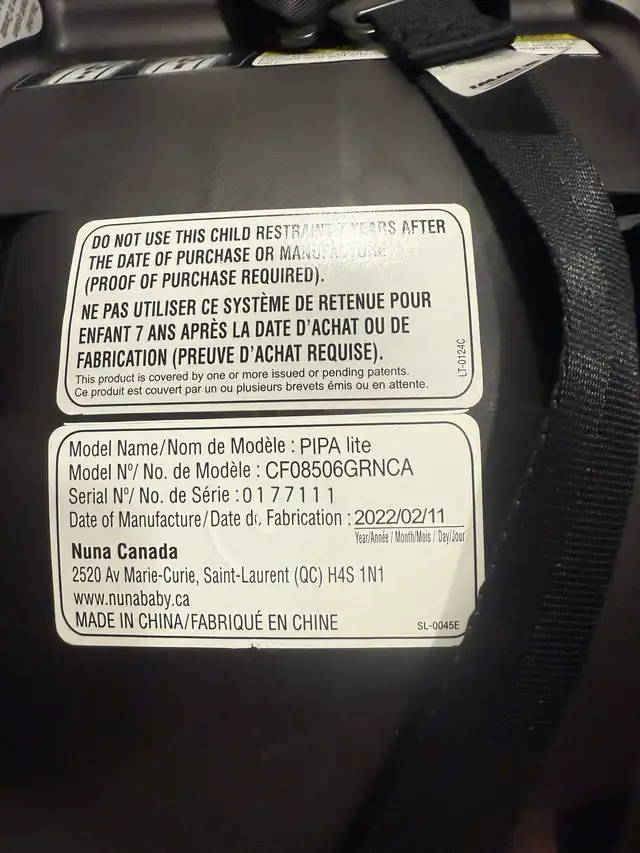 DO NOT USE THIS CHILD RESTRAINT 7 YEARS AFTER
THE DATE OF PURCHASE OR MANUFACTURE
(PROOF OF PURCHASE REQUIRED).
NE PAS UTILISER CE SYSTÈME DE RETENUE POUR
ENFANT 7 ANS APRÈS LA DATE D'ACHAT OU DE
FABRICATION (PREUVE D'ACHAT REQUISE).
This product is covered by one or more issued or pending patents.
Ce produit est couvert par un ou plusieurs brevets émis ou en attente.
LT-0124C
Model Name/Nom de Modèle : PIPA lite
Model Nº/ No. de Modèle : CF08506GRNCA
Serial Nº/ No. de Série : 0177111
Date of Manufacture/Date de Fabrication : 2022/02/11
Year/Année / Month/Mois / Day/Jour
Nuna Canada
2520 Av Marie-Curie, Saint-Laurent (QC) H4S 1N1
www.nunababy.ca
MADE IN CHINA/FABRIQUÉ EN CHINE
SL-0045E